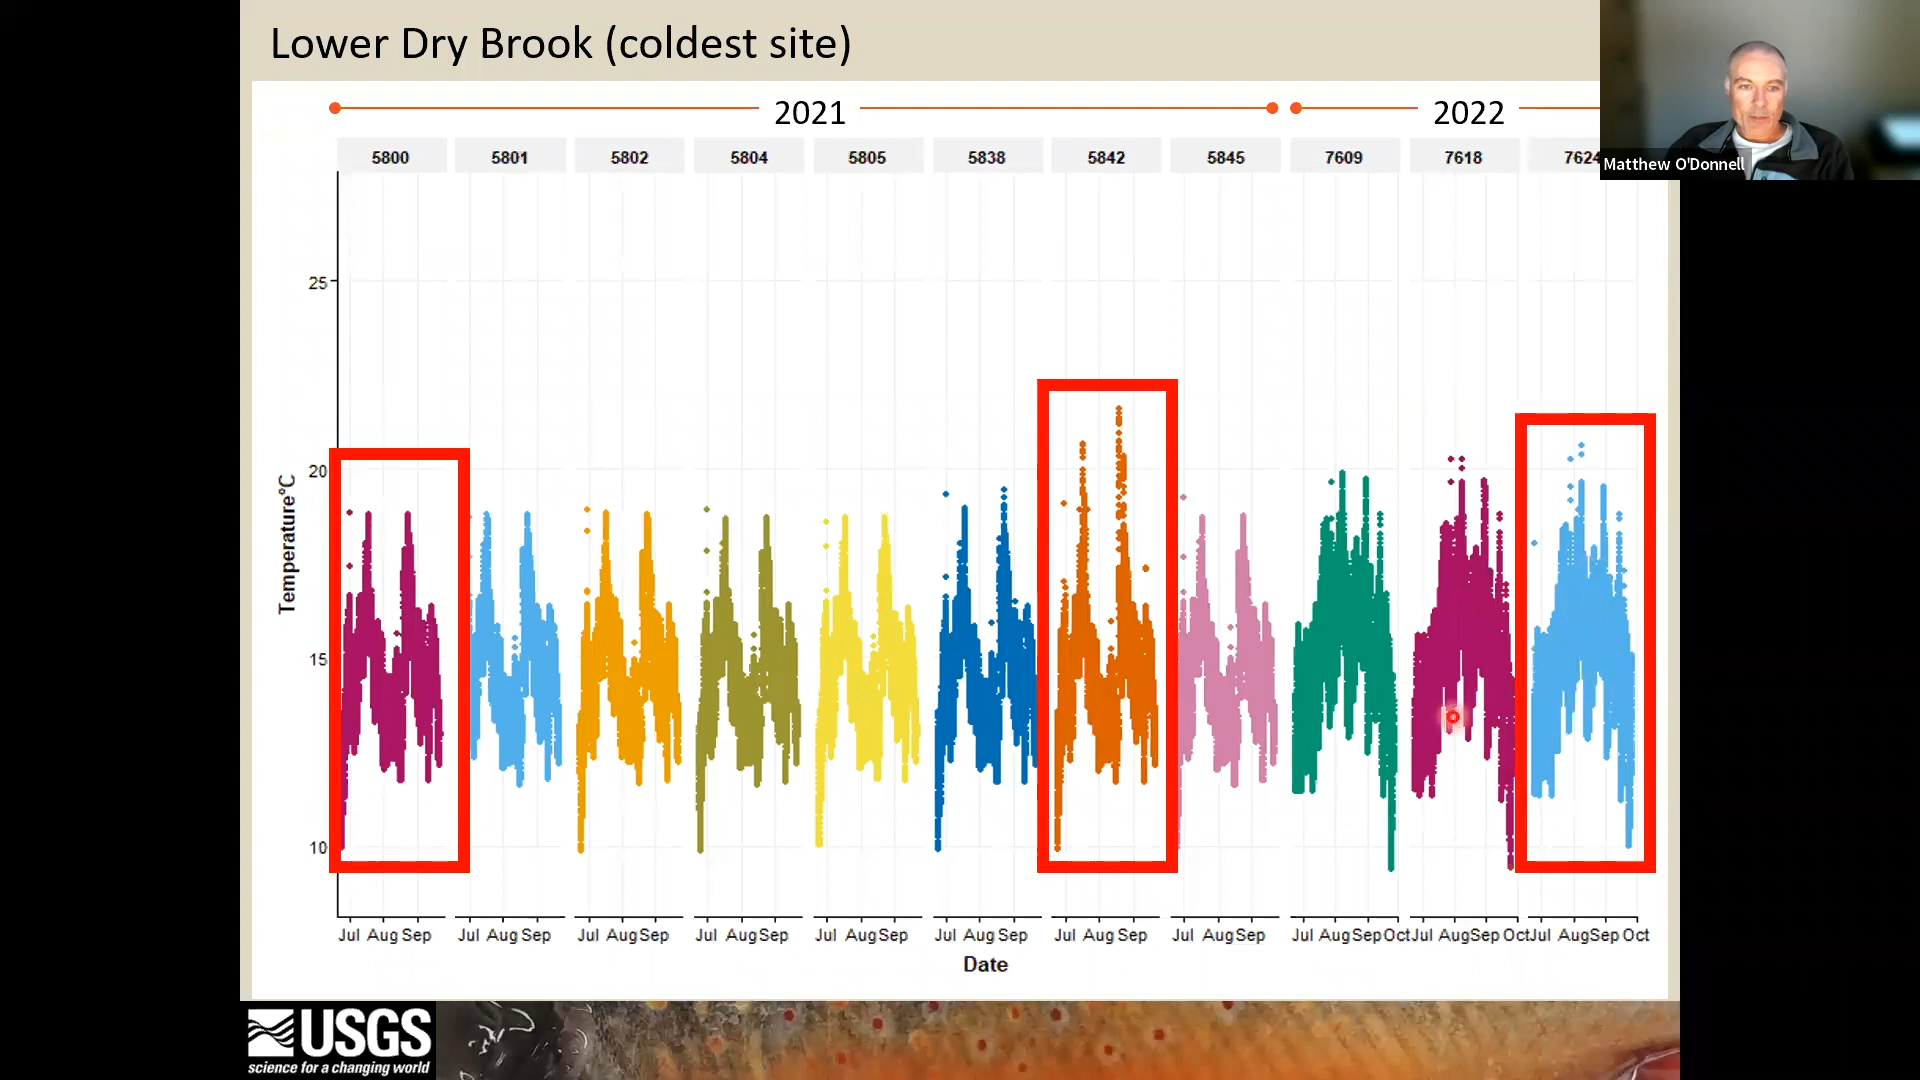 Lower Dry Brook (coldest site)
2021
2022
5800 5801 5802 5804 5805 5838 5842 5845 7609 7618 7624
Matthew O'Donnell
25
20
15
10
Temperature°C
Jul Aug Sep Jul Aug Sep Jul Aug Sep Jul Aug Sep Jul Aug Sep Jul Aug Sep Jul Aug Sep Jul Aug Sep Jul Aug Sep Oct Jul Aug Sep Oct Jul Aug Sep Oct
Date
USGS
science for a changing world